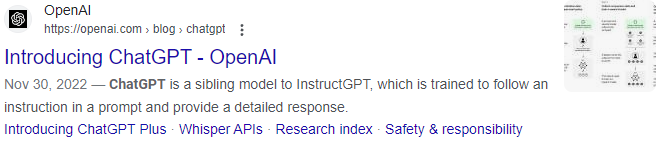 OpenAI
https://openai.com › blog › chatgpt
Introducing ChatGPT - OpenAI
Nov 30, 2022 — ChatGPT is a sibling model to InstructGPT, which is trained to follow an
instruction in a prompt and provide a detailed response.
Introducing ChatGPT Plus · Whisper APIs · Research index · Safety & responsibility